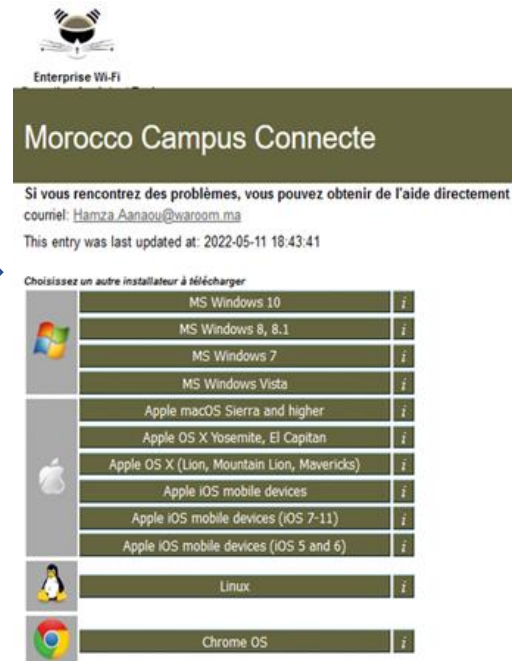 Enterprise Wi-Fi
Morocco Campus Connecte
Si vous rencontrez des problèmes, vous pouvez obtenir de l'aide directement
courriel: Hamza.Aanaou@waroom.ma
This entry was last updated at: 2022-05-11 18:43:41
Choisissez un autre installateur à télécharger
MS Windows 10 i
MS Windows 8, 8.1 i
MS Windows 7 i
MS Windows Vista i
Apple macOS Sierra and higher i
Apple OS X Yosemite, El Capitan i
Apple OS X (Lion, Mountain Lion, Mavericks) i
Apple iOS mobile devices i
Apple iOS mobile devices (iOS 7-11) i
Apple iOS mobile devices (iOS 5 and 6) i
Linux i
Chrome OS i